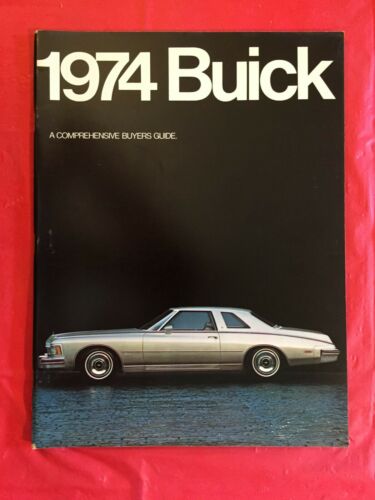 1974 Buick
A COMPREHENSIVE BUYERS GUIDE.